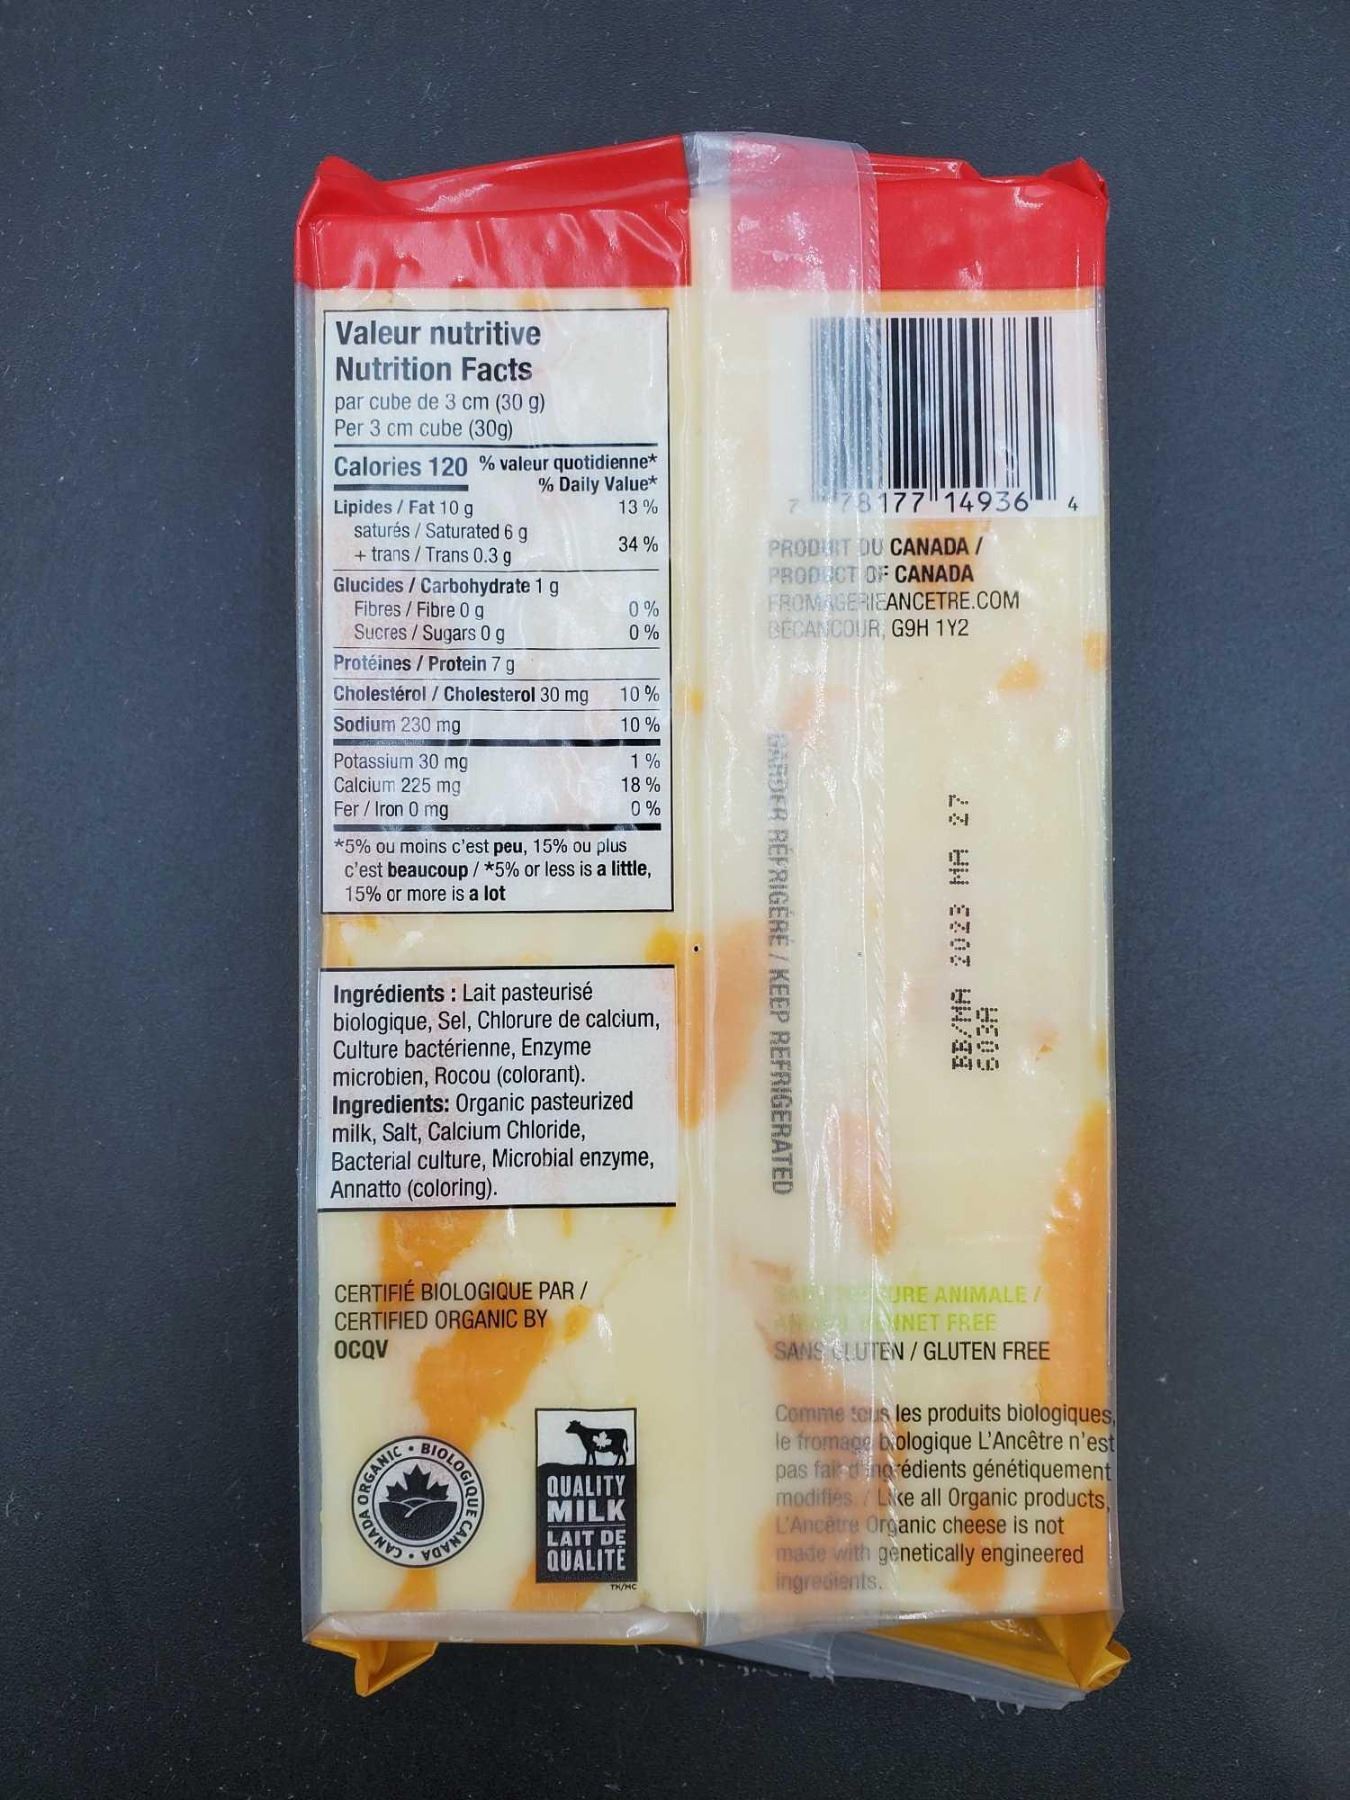 Valeur nutritive
Nutrition Facts
par cube de 3 cm (30 g)
Per 3 cm cube (30g)
Calories 120 % valeur quotidienne*
% Daily Value*
Lipides / Fat 10 g 13 %
saturés / Saturated 6 g
+ trans / Trans 0.3 g 34 %
Glucides / Carbohydrate 1 g
Fibres / Fibre 0 g 0 %
Sucres / Sugars 0 g 0 %
Protéines / Protein 7 g
Cholestérol / Cholesterol 30 mg 10 %
Sodium 230 mg 10 %
Potassium 30 mg 1 %
Calcium 225 mg 18 %
Fer / Iron 0 mg 0 %
*5% ou moins c'est peu, 15% ou plus
c'est beaucoup / *5% or less is a little,
15% or more is a lot
Ingrédients : Lait pasteurisé
biologique, Sel, Chlorure de calcium,
Culture bactérienne, Enzyme
microbien, Rocou (colorant).
Ingredients: Organic pasteurized
milk, Salt, Calcium Chloride,
Bacterial culture, Microbial enzyme,
Annatto (coloring).
CERTIFIÉ BIOLOGIQUE PAR /
CERTIFIED ORGANIC BY
OCQV
CANADA ORGANIC • BIOLOGIQUE CANADA •
QUALITY
MILK
LAIT DE
QUALITÉ
TM/MC
7 78177 14936 4
PRODUIT DU CANADA /
PRODUCT OF CANADA
FROMAGERIEANCETRE.COM
BÉCANCOUR, G9H 1Y2
GARDER RÉFRIGÉRÉ / KEEP REFRIGERATED
BB/MA 2023 MA 27
603A
ANIMALE /
FREE
SANS GLUTEN / GLUTEN FREE
Comme tous les produits biologiques,
le fromage biologique L'Ancêtre n'est
pas fait d'ingrédients génétiquement
modifiés. / Like all Organic products,
L'Ancêtre Organic cheese is not
made with genetically engineered
ingredients.